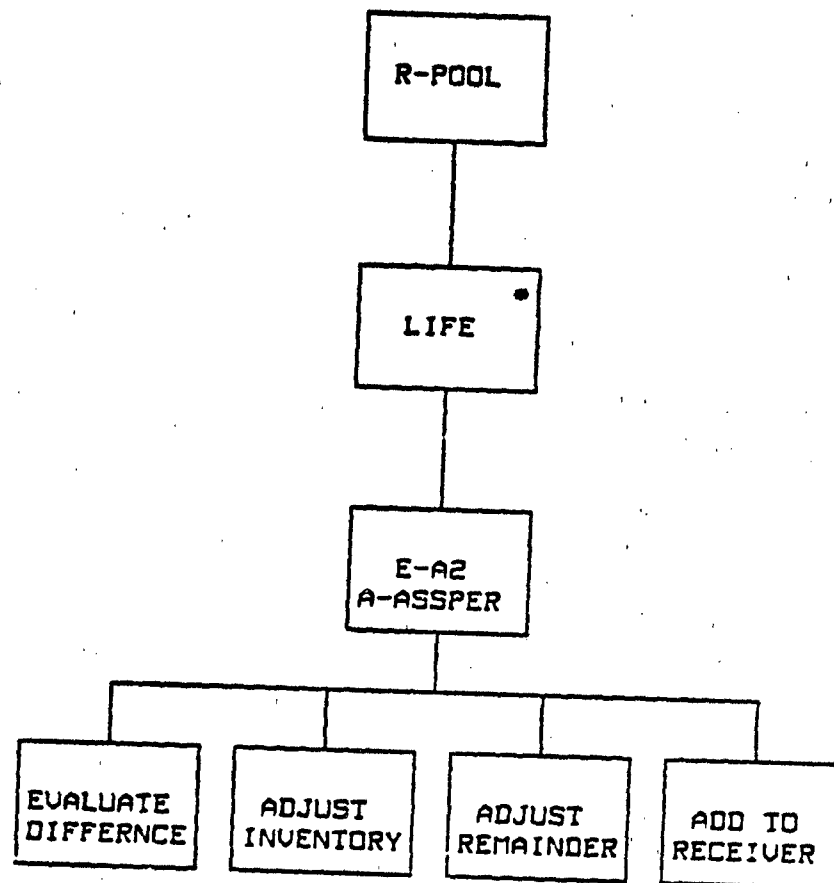 R-POOL
*
LIFE
E-A2
A-ASSPER
EVALUATE
DIFFERNCE
ADJUST
INVENTORY
ADJUST
REMAINDER
ADD TO
RECEIVER